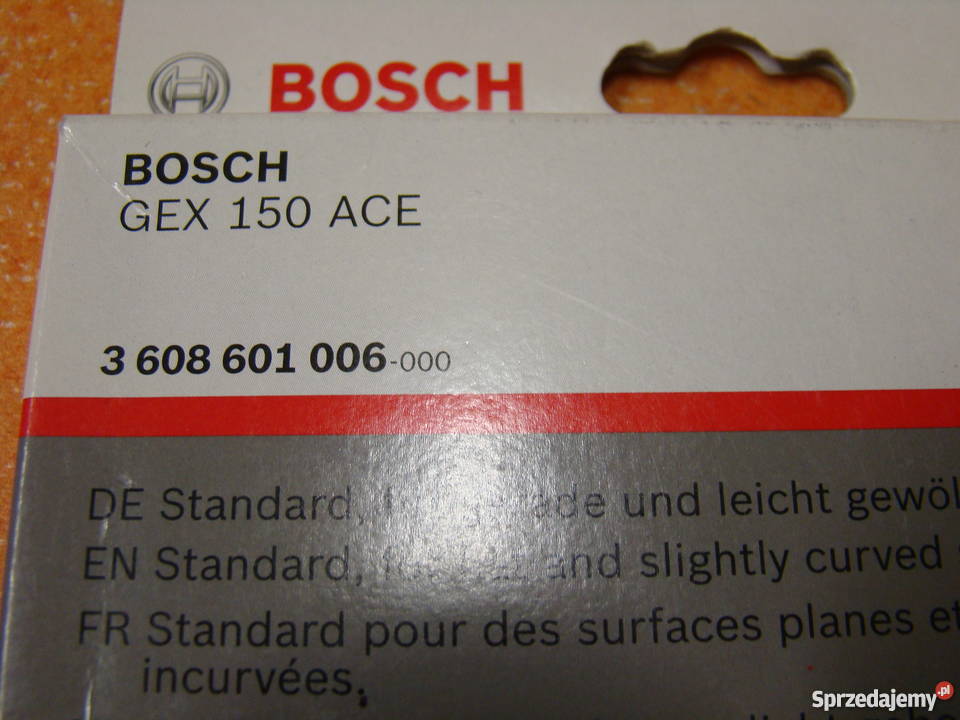 BOSCH
BOSCH
GEX 150 ACE
3 608 601 006-000
DE Standard, und leicht
EN Standard, and slightly curved
FR Standard pour des surfaces planes et
incurvées.
Sprzedajemy.pl